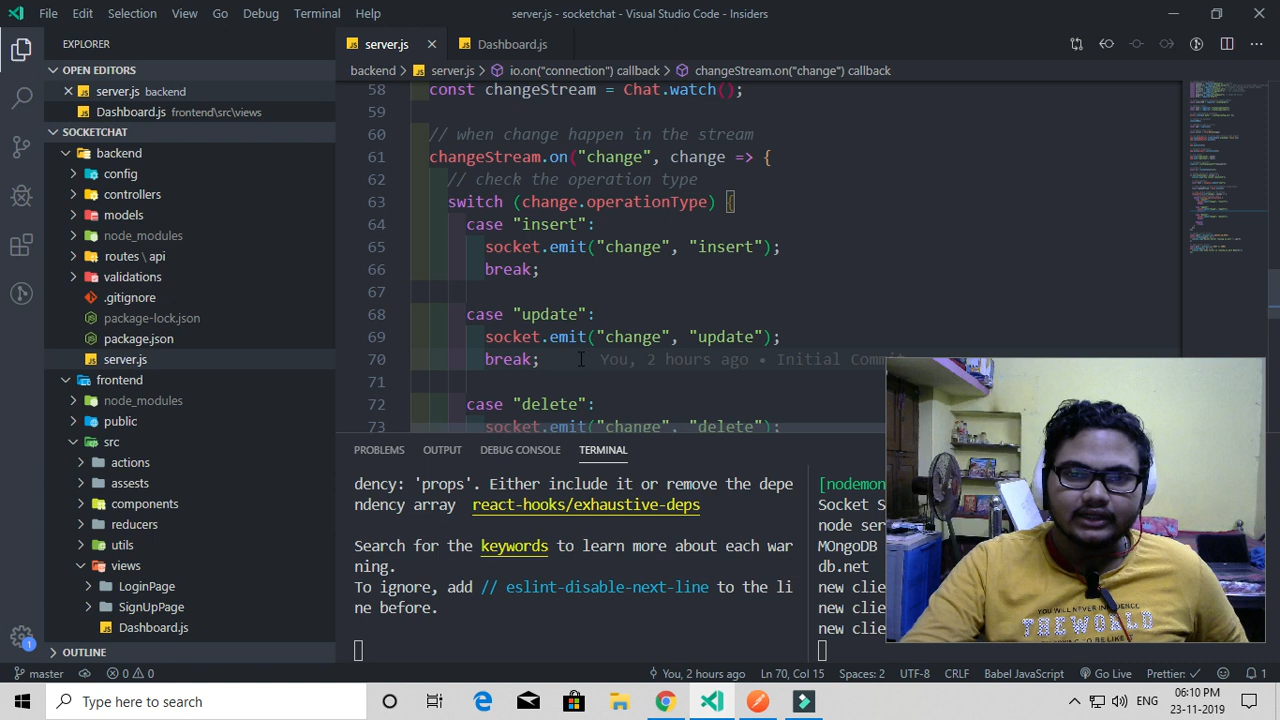 File Edit Selection View Go Debug Terminal Help server.js - socketchat - Visual Studio Code - Insiders
EXPLORER
server.js Dashboard.js
OPEN EDITORS
server.js backend
Dashboard.js frontend\src\views
SOCKETCHAT
backend
config
controllers
models
node_modules
routes \ api
validations
.gitignore
package-lock.json
package.json
server.js
frontend
node_modules
public
src
actions
assests
components
reducers
utils
views
LoginPage
SignUpPage
Dashboard.js
OUTLINE
backend > server.js > io.on("connection") callback > changeStream.on("change") callback
58 const changeStream = Chat.watch();
59
60 // when change happen in the stream
61 changeStream.on("change", change => {
62 // check the operation type
63 switch (change.operationType) {
64 case "insert":
65 socket.emit("change", "insert");
66 break;
67
68 case "update":
69 socket.emit("change", "update");
70 break; You, 2 hours ago • Initial Commit
71
72 case "delete":
73 socket.emit("change", "delete");
PROBLEMS OUTPUT DEBUG CONSOLE TERMINAL
dency: 'props'. Either include it or remove the depe
ndency array react-hooks/exhaustive-deps
Search for the keywords to learn more about each war
ning.
To ignore, add // eslint-disable-next-line to the li
ne before.
[nodemon
Socket S
node ser
MOngoDB
db.net
new clie
new clie
new clie
YOU WILL NEVER INFLUENCE
THE WORLD
master 0 0 You, 2 hours ago Ln 70, Col 15 Spaces: 2 UTF-8 CRLF Babel JavaScript Go Live Prettier: ✓ 1
Type here to search
ENG
06:10 PM
23-11-2019